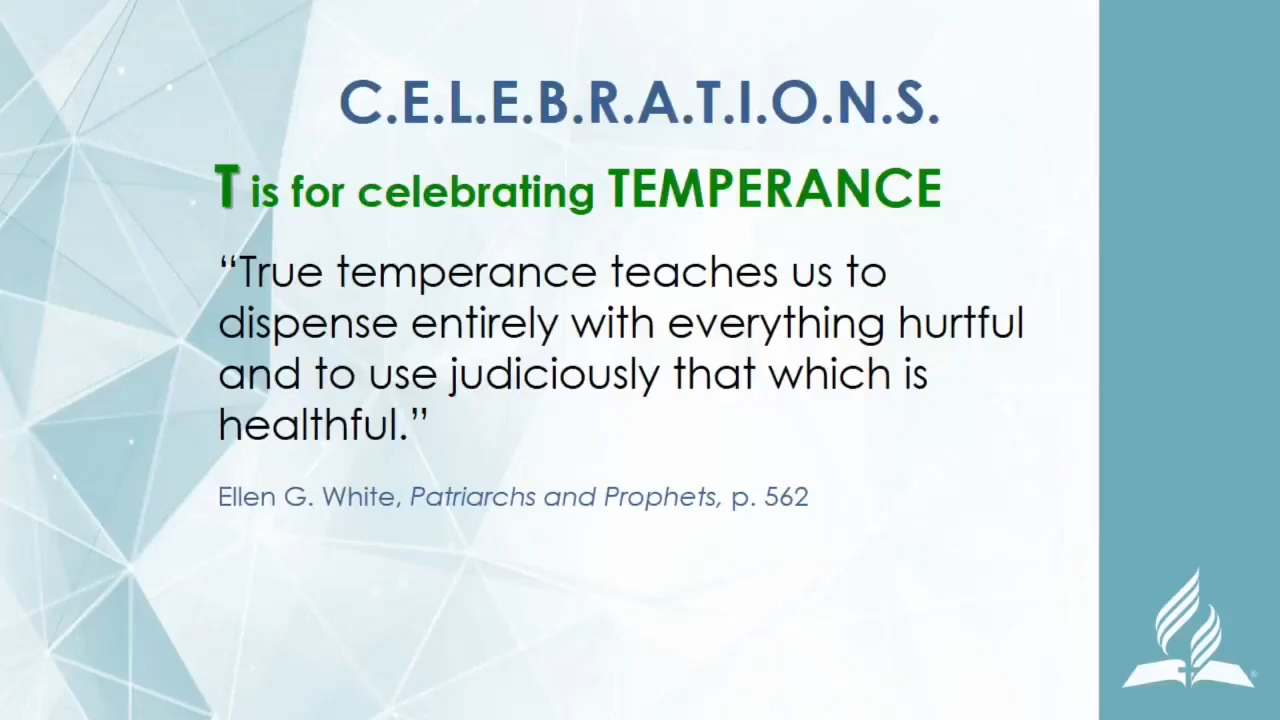 C.E.L.E.B.R.A.T.I.O.N.S.
T is for celebrating TEMPERANCE
“True temperance teaches us to
dispense entirely with everything hurtful
and to use judiciously that which is
healthful.”
Ellen G. White, Patriarchs and Prophets, p. 562
®